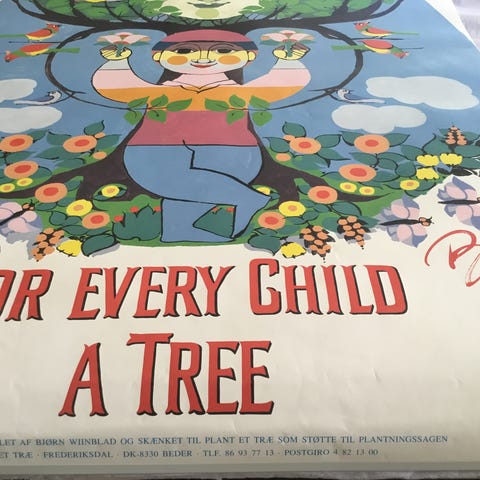 OR EVERY CHILD
A TREE
LET AF BJØRN WIINBLAD OG SKÆNKET TIL PLANT ET TRÆ SOM STØTTE TIL PLANTNINGSSAGEN
ET TRÆ · FREDERIKSDAL · DK-8330 BEDER · TLF. 86 93 77 13 · POSTGIRO 4 82 13 00